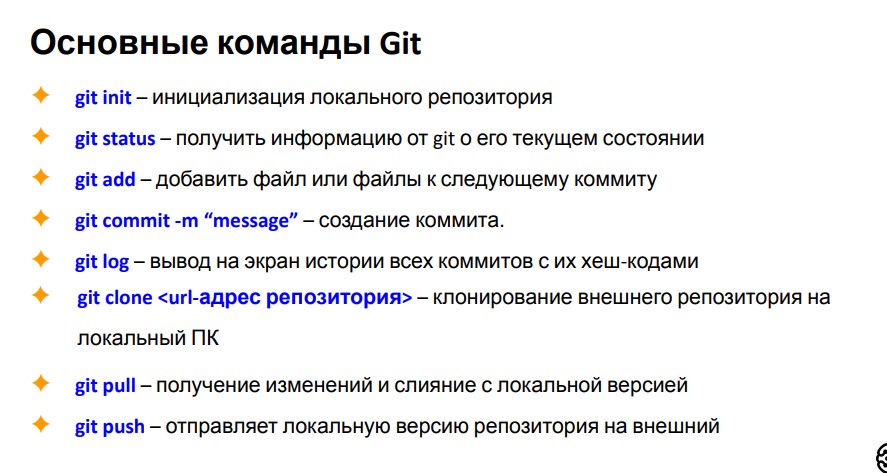 Основные команды Git
git init – инициализация локального репозитория
git status – получить информацию от git о его текущем состоянии
git add – добавить файл или файлы к следующему коммиту
git commit -m “message” – создание коммита.
git log – вывод на экран истории всех коммитов с их хеш-кодами
git clone <url-адрес репозитория> – клонирование внешнего репозитория на
локальный ПК
git pull – получение изменений и слияние с локальной версией
git push – отправляет локальную версию репозитория на внешний